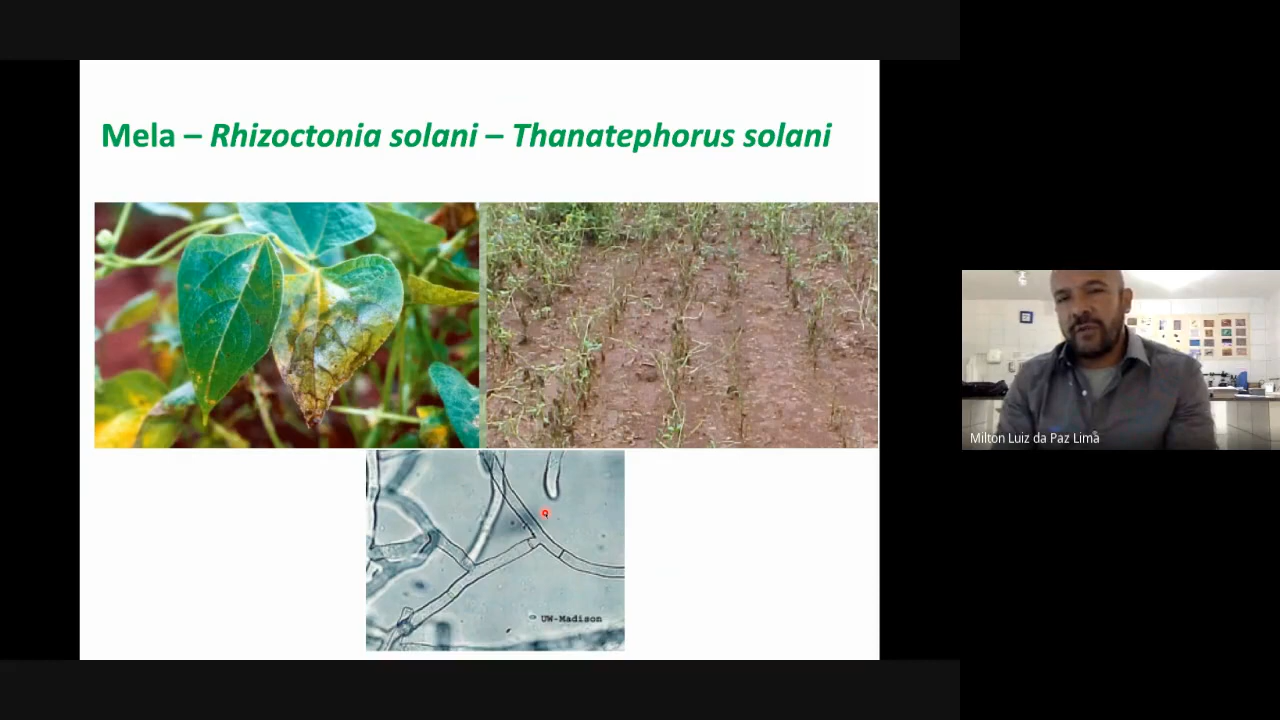 Mela – Rhizoctonia solani – Thanatephorus solani
UW-Madison
Milton Luiz da Paz Lima